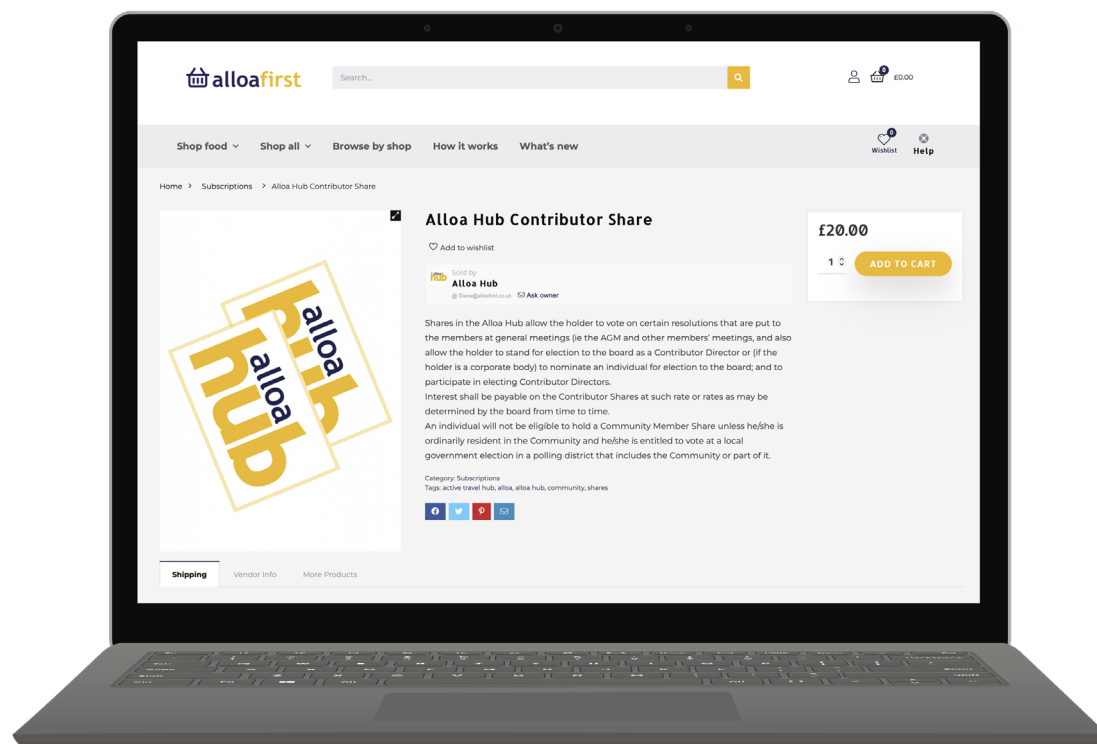 alloafirst
Search...
0
£0.00
Shop food
Shop all
Browse by shop
How it works
What's new
0
Wishlist
Help
Home > Subscriptions > Alloa Hub Contributor Share
Alloa Hub Contributor Share
Add to wishlist
£20.00
1
ADD TO CART
hub
Sold by
Alloa Hub
Ask owner
alloa
hub
alloa
hub
Shares in the Alloa Hub allow the holder to vote on certain resolutions that are put to
the members at general meetings (ie the AGM and other members' meetings, and also
allow the holder to stand for election to the board as a Contributor Director or (if the
holder is a corporate body) to nominate an individual for election to the board; and to
participate in electing Contributor Directors.
Interest shall be payable on the Contributor Shares at such rate or rates as may be
determined by the board from time to time.
An individual will not be eligible to hold a Community Member Share unless he/she is
ordinarily resident in the Community and he/she is entitled to vote at a local
government election in a polling district that includes the Community or part of it.
Category: Subscriptions
Tags: active travel hub, alloa, alloa hub, community, shares
Shipping
Vendor Info
More Products